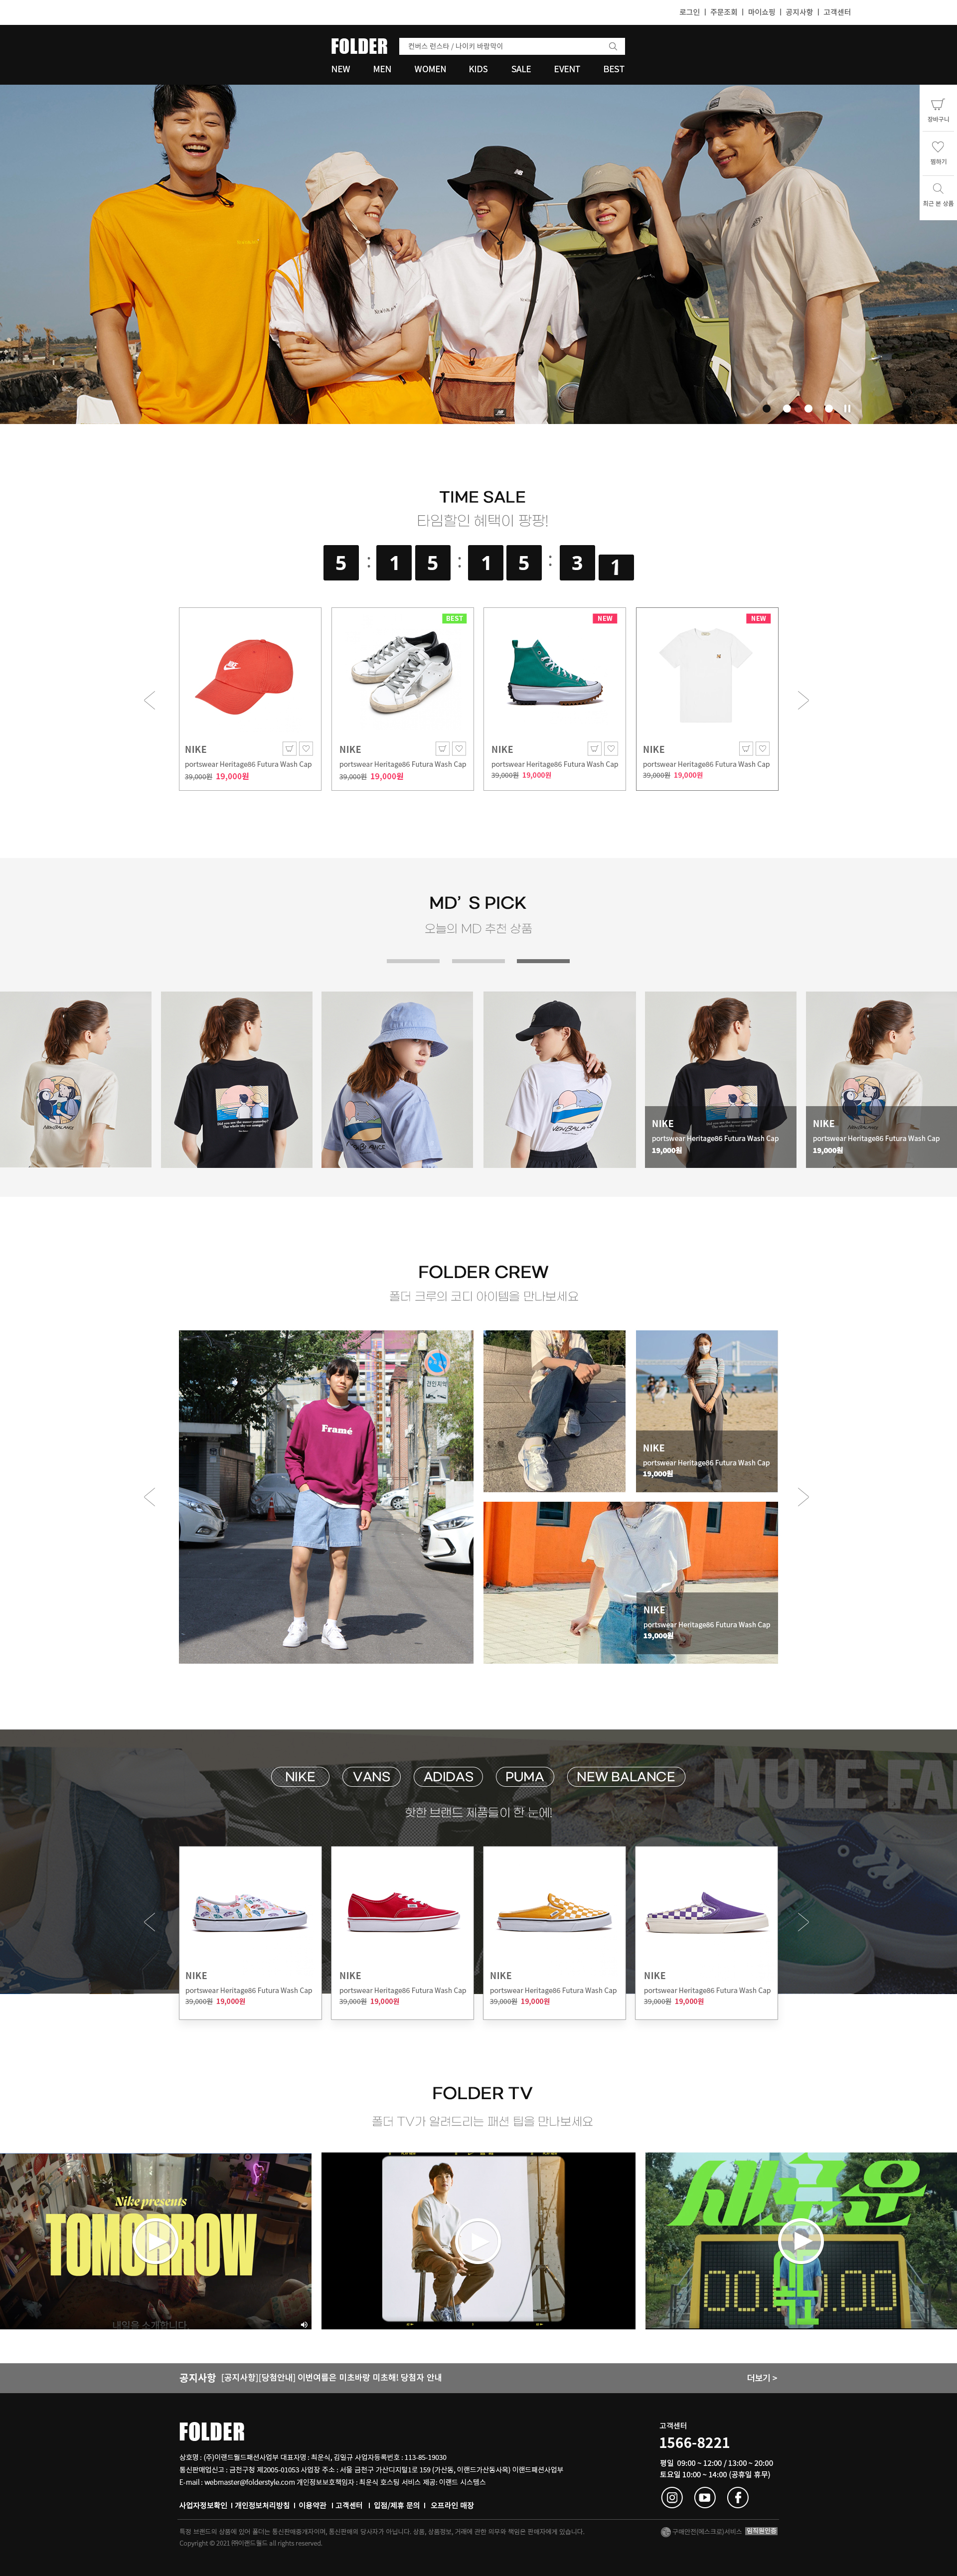 로그인 | 주문조회 | 마이쇼핑 | 공지사항 | 고객센터
FOLDER
컨버스 런스타 / 나이키 바람막이
NEW MEN WOMEN KIDS SALE EVENT BEST
장바구니
찜하기
최근 본 상품
TIME SALE
타임할인 혜택이 팡팡!
5 : 1 5 : 1 5 : 3 1
BEST
NEW
NEW
NIKE
portswear Heritage86 Futura Wash Cap
39,000원 19,000원
NIKE
portswear Heritage86 Futura Wash Cap
39,000원 19,000원
NIKE
portswear Heritage86 Futura Wash Cap
39,000원 19,000원
NIKE
portswear Heritage86 Futura Wash Cap
39,000원 19,000원
MD’ S PICK
오늘의 MD 추천 상품
NEWBALANCE
NEWBALANCE
NIKE
portswear Heritage86 Futura Wash Cap
19,000원
NIKE
portswear Heritage86 Futura Wash Cap
19,000원
FOLDER CREW
폴더 크루의 코디 아이템을 만나보세요
Framé
견인지역
NIKE
portswear Heritage86 Futura Wash Cap
19,000원
NIKE
portswear Heritage86 Futura Wash Cap
19,000원
MULE FA
NIKE VANS ADIDAS PUMA NEW BALANCE
핫한 브랜드 제품들이 한 눈에!
NIKE
portswear Heritage86 Futura Wash Cap
39,000원 19,000원
NIKE
portswear Heritage86 Futura Wash Cap
39,000원 19,000원
NIKE
portswear Heritage86 Futura Wash Cap
39,000원 19,000원
NIKE
portswear Heritage86 Futura Wash Cap
39,000원 19,000원
FOLDER TV
폴더 TV가 알려드리는 패션 팁을 만나보세요
Nike presents
TOMORROW
내일을 소개합니다
새로운
00 00
공지사항 [공지사항][당첨안내] 이번여름은 미초바랑 미초해! 당첨자 안내
더보기 >
FOLDER
상호명 : (주)이랜드월드패션사업부 대표자명 : 최운식, 김일규 사업자등록번호 : 113-85-19030
통신판매업신고 : 금천구청 제2005-01053 사업장 주소 : 서울 금천구 가산디지털1로 159 (가산동, 이랜드가산동사옥) 이랜드패션사업부
E-mail : webmaster@folderstyle.com 개인정보보호책임자 : 최운식 호스팅 서비스 제공: 이랜드 시스템스
사업자정보확인 | 개인정보처리방침 | 이용약관 | 고객센터 | 입점/제휴 문의 | 오프라인 매장
고객센터
1566-8221
평일 09:00 ~ 12:00 / 13:00 ~ 20:00
토요일 10:00 ~ 14:00 (공휴일 휴무)
특정 브랜드의 상품에 있어 폴더는 통신판매중개자이며, 통신판매의 당사자가 아닙니다. 상품, 상품정보, 거래에 관한 의무와 책임은 판매자에게 있습니다.
Copyright © 2021 ㈜이랜드월드 all rights reserved.
구매안전(에스크로)서비스 임직원인증